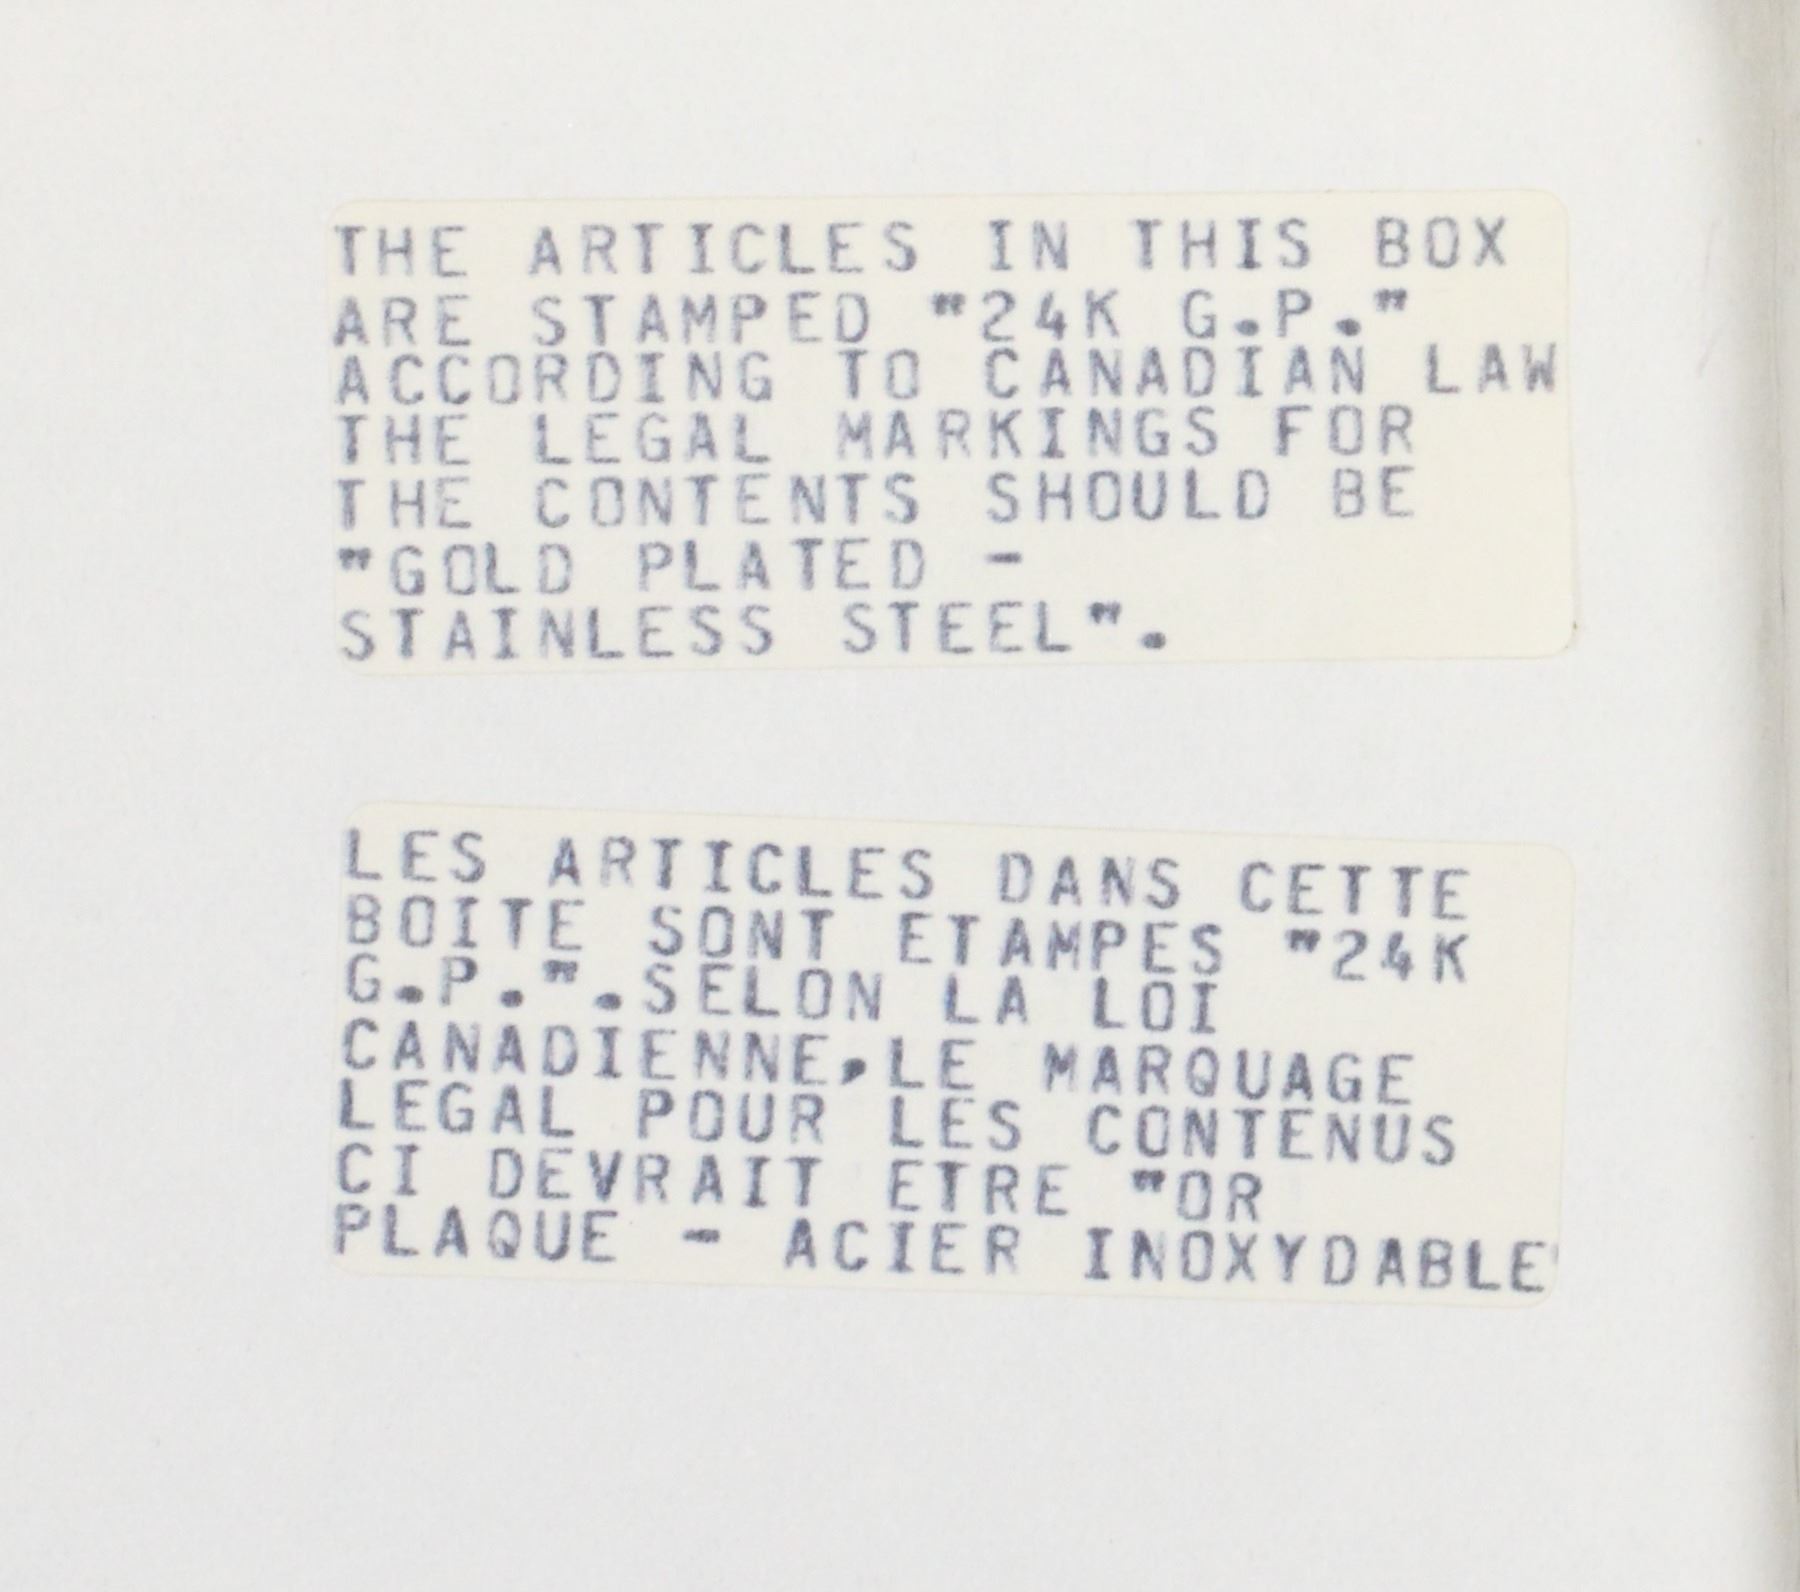 THE ARTICLES IN THIS BOX
ARE STAMPED "24K G.P."
ACCORDING TO CANADIAN LAW
THE LEGAL MARKINGS FOR
THE CONTENTS SHOULD BE
"GOLD PLATED -
STAINLESS STEEL".
LES ARTICLES DANS CETTE
BOITE SONT ETAMPES "24K
G.P.".SELON LA LOI
CANADIENNE,LE MARQUAGE
LEGAL POUR LES CONTENUS
CI DEVRAIT ETRE "OR
PLAQUE - ACIER INOXYDABLE"